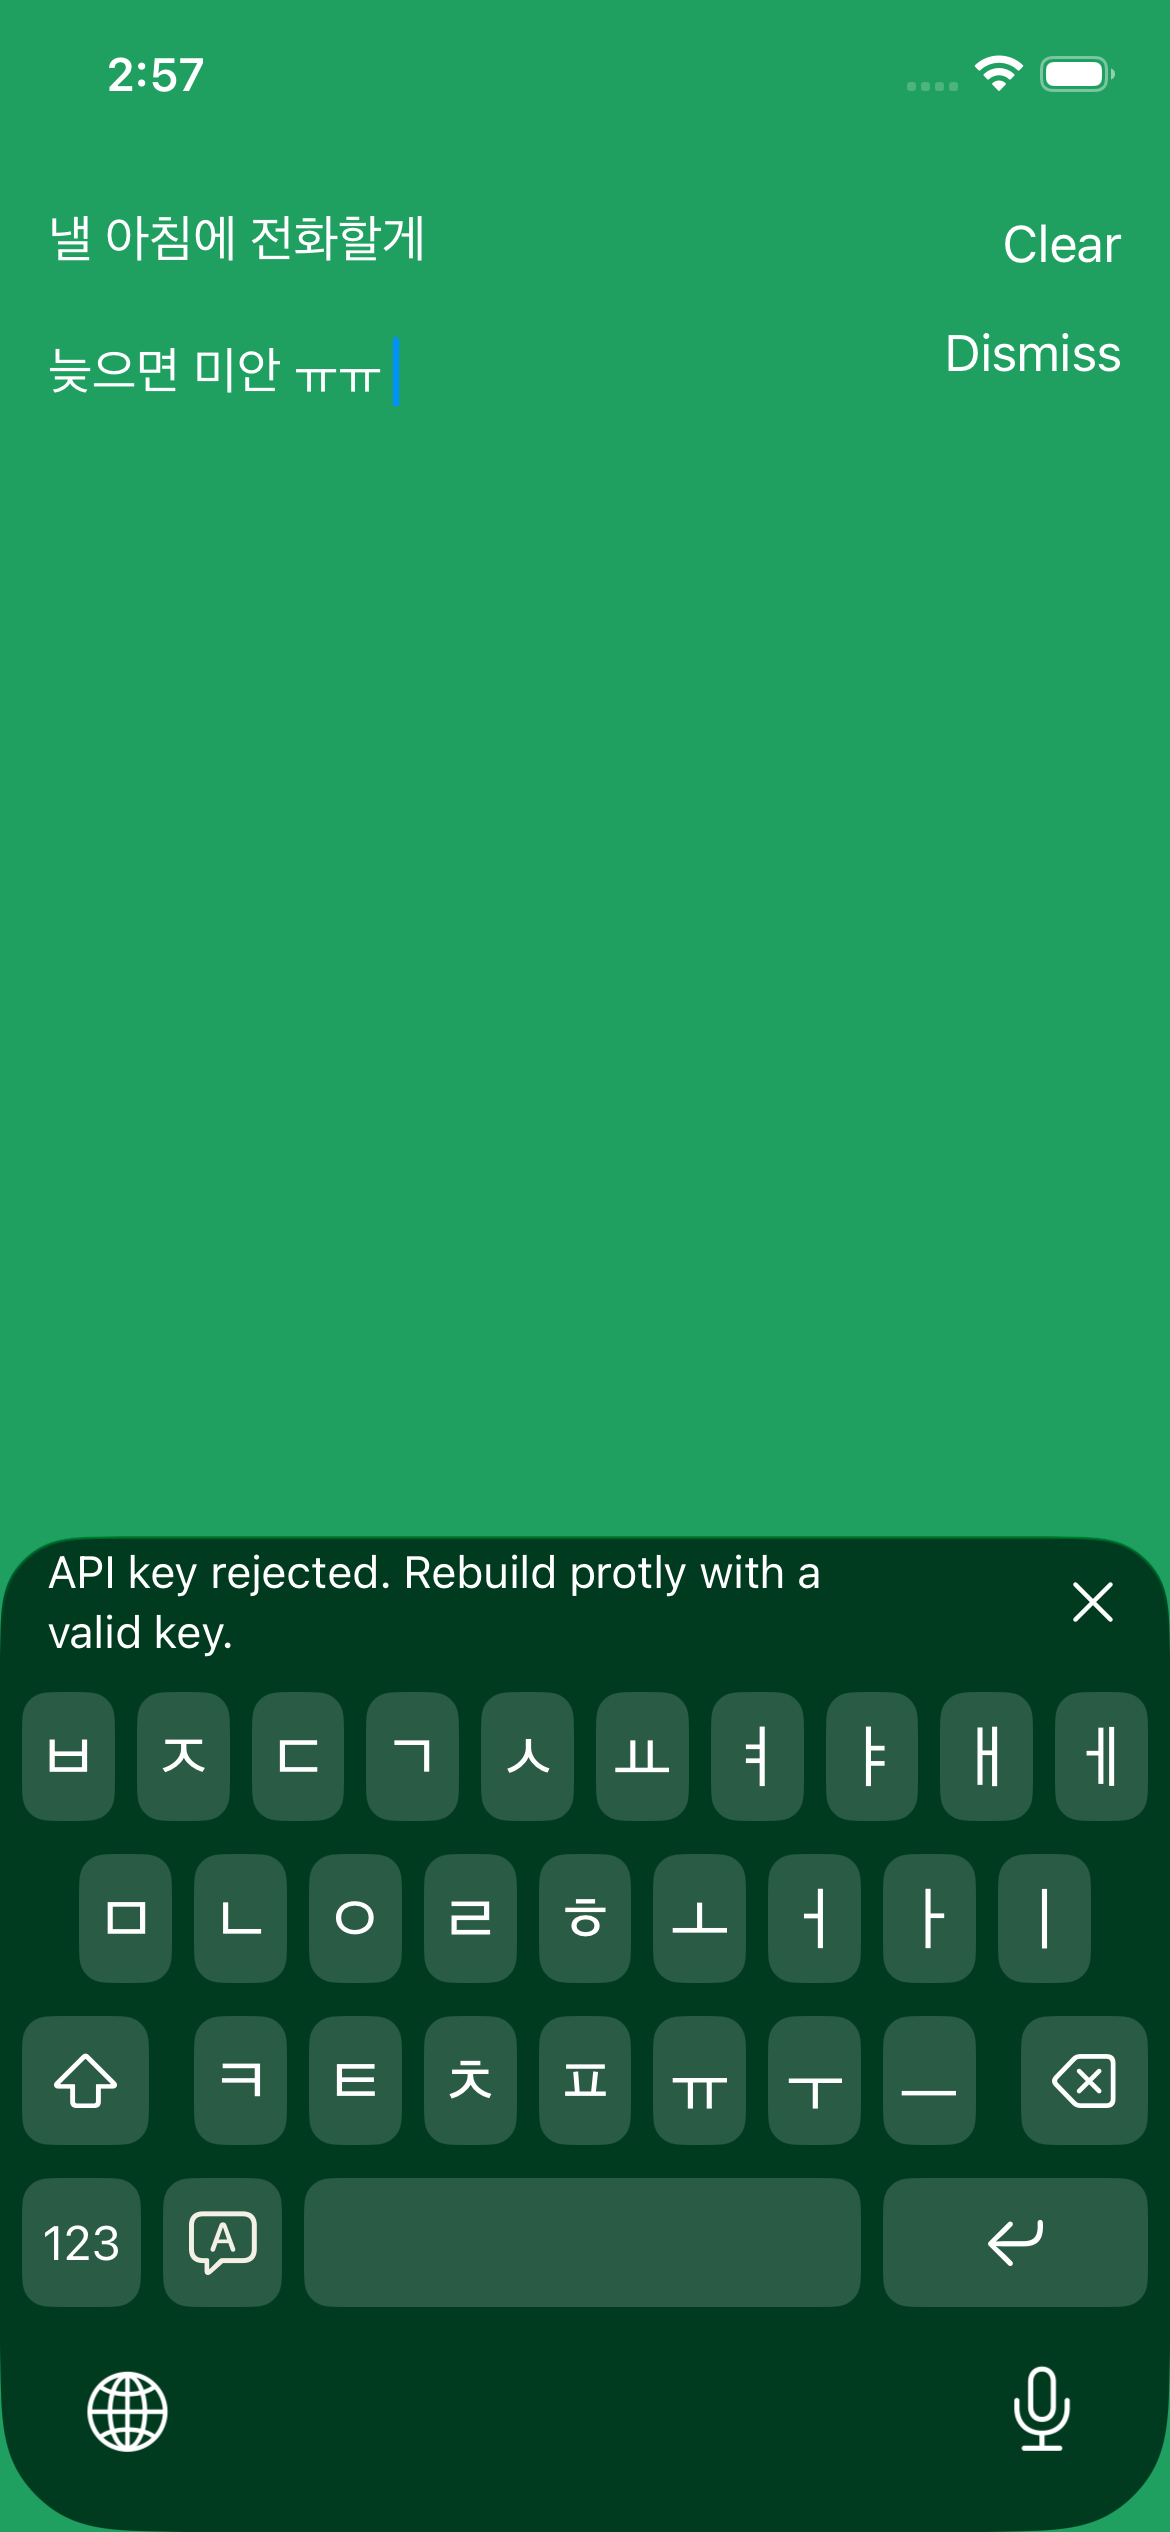 2:57
낼 아침에 전화할게
Clear
늦으면 미안 ㅠㅠ
Dismiss
API key rejected. Rebuild protly with a
valid key.
ㅂ ㅈ ㄷ ㄱ ㅅ ㅛ ㅕ ㅑ ㅐ ㅔ
ㅁ ㄴ ㅇ ㄹ ㅎ ㅗ ㅓ ㅏ ㅣ
ㅋ ㅌ ㅊ ㅍ ㅠ ㅜ ㅡ
123 A